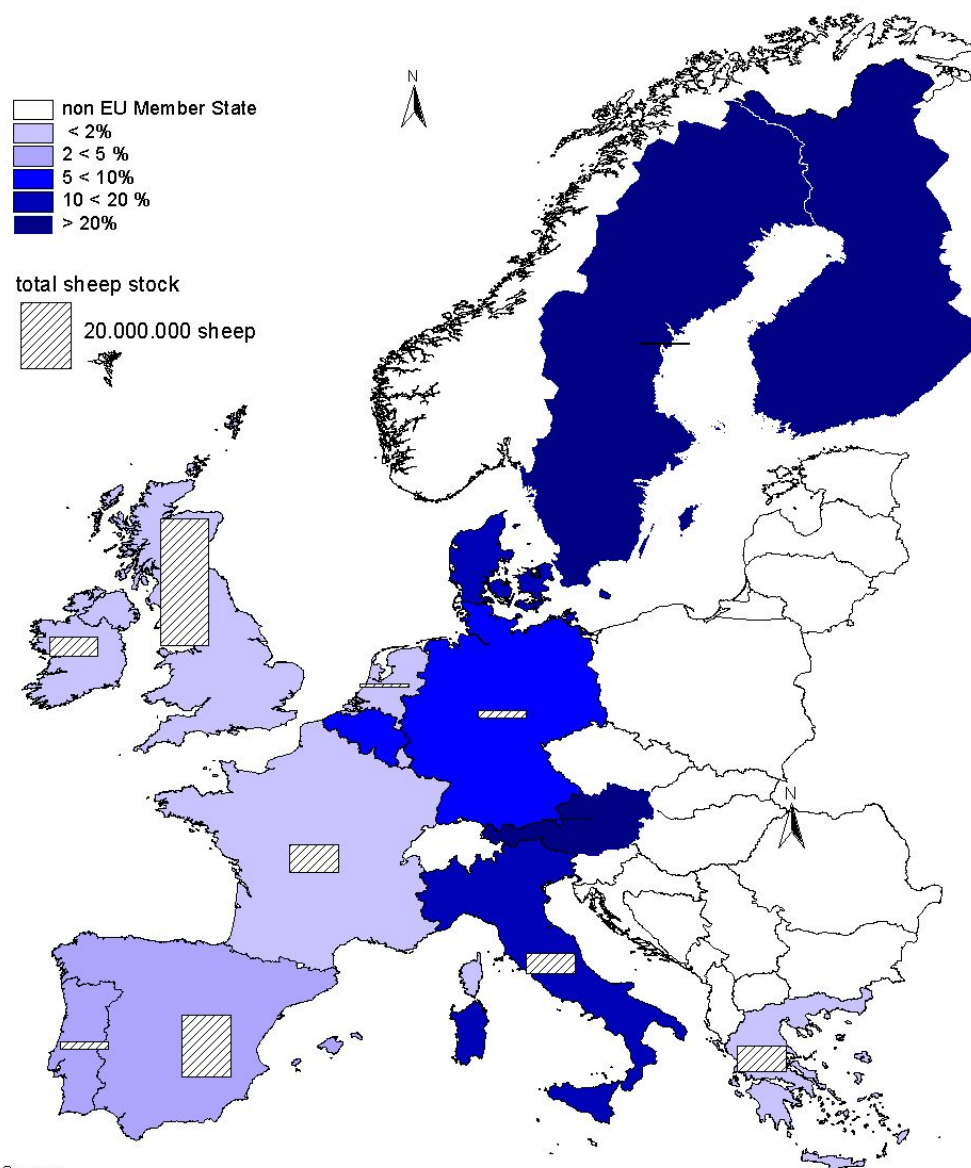 N
non EU Member State
< 2%
2 < 5 %
5 < 10%
10 < 20 %
> 20%
total sheep stock
20.000.000 sheep
N